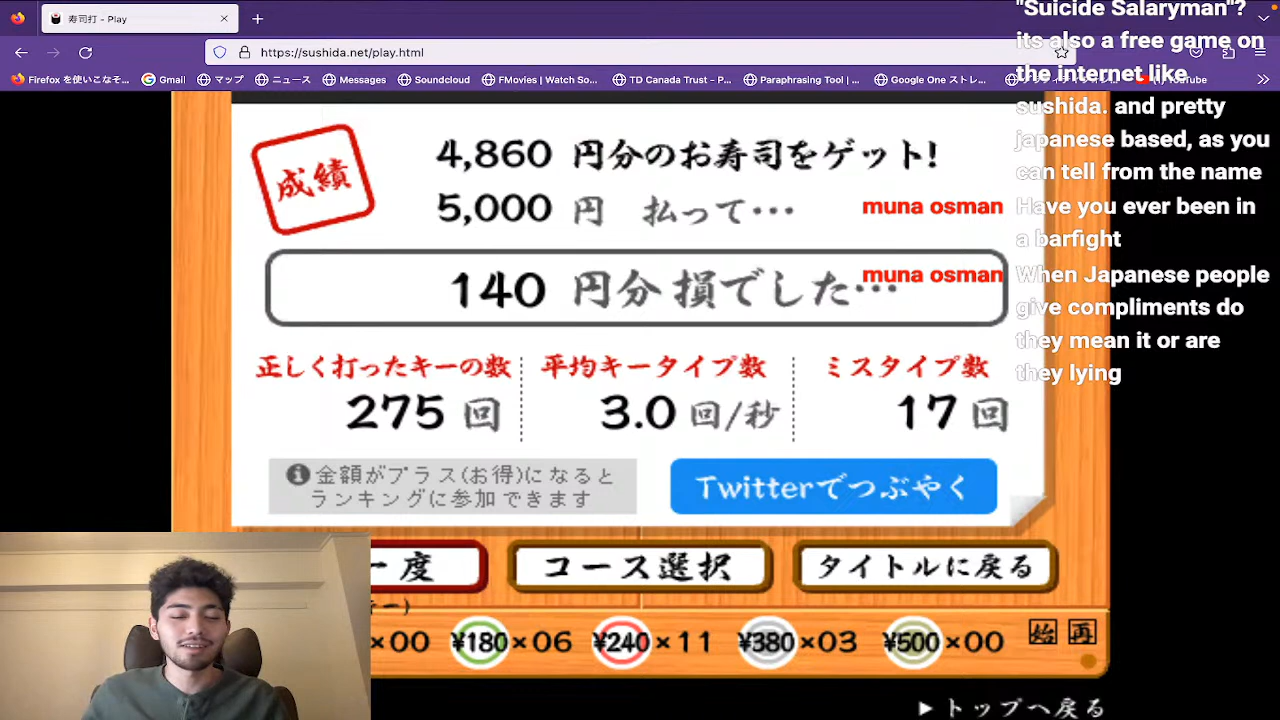 寿司打 - Play
https://sushida.net/play.html
Firefox を使いこなそ...
Gmail
マップ
ニュース
Messages
Soundcloud
FMovies | Watch So...
TD Canada Trust - P...
Paraphrasing Tool |...
Google One ストレ...
"Suicide Salaryman"?
its also a free game on
the internet like
sushida. and pretty
japanese based, as you
can tell from the name
muna osman Have you ever been in
a barfight
muna osman When Japanese people
give compliments do
they mean it or are
they lying
成績
4,860 円分のお寿司をゲット!
5,000 円 払って…
140 円分 損でした…
正しく打ったキーの数
275 回
平均キータイプ数
3.0 回/秒
ミスタイプ数
17 回
金額がプラス(お得)になると
ランキングに参加できます
Twitterでつぶやく
一度
コース選択
タイトルに戻る
×00
¥180×06
¥240×11
¥380×03
¥500×00
始
再
▶トップへ戻る